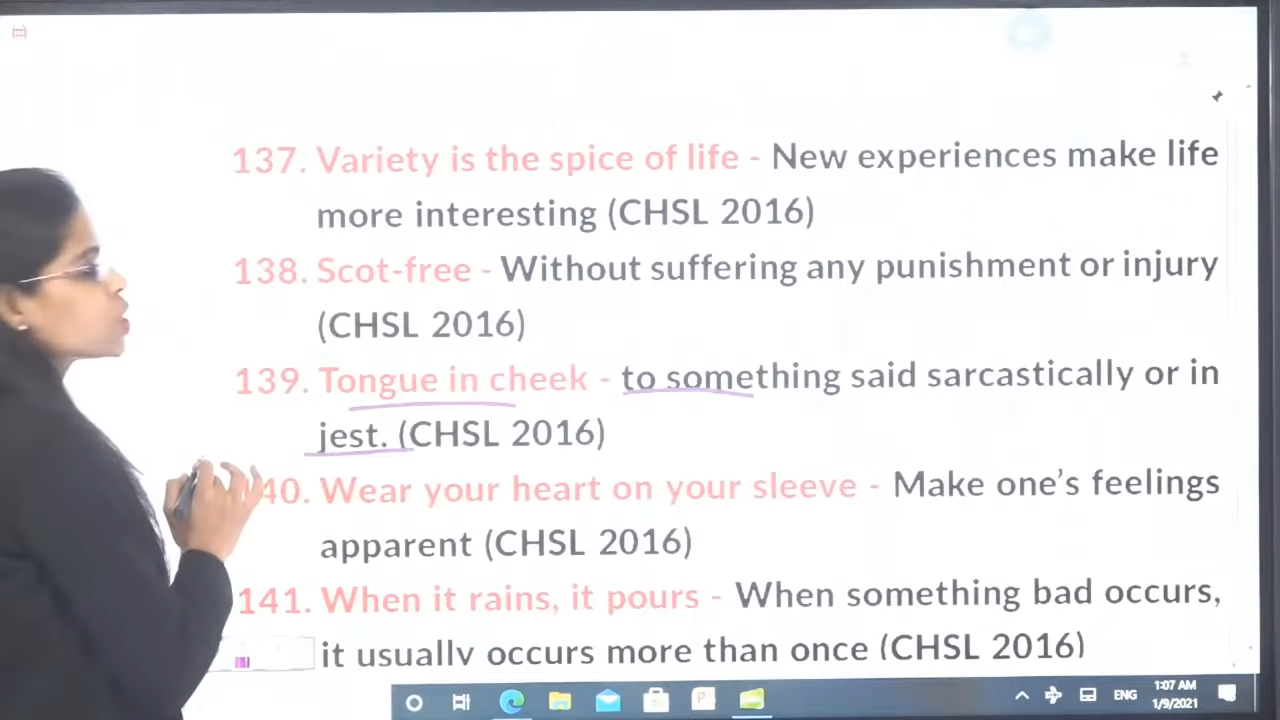 137. Variety is the spice of life - New experiences make life
more interesting (CHSL 2016)
138. Scot-free - Without suffering any punishment or injury
(CHSL 2016)
139. Tongue in cheek - to something said sarcastically or in
jest. (CHSL 2016)
40. Wear your heart on your sleeve - Make one's feelings
apparent (CHSL 2016)
141. When it rains, it pours - When something bad occurs,
it usually occurs more than once (CHSL 2016)
ENG
1:07 AM
1/9/2021